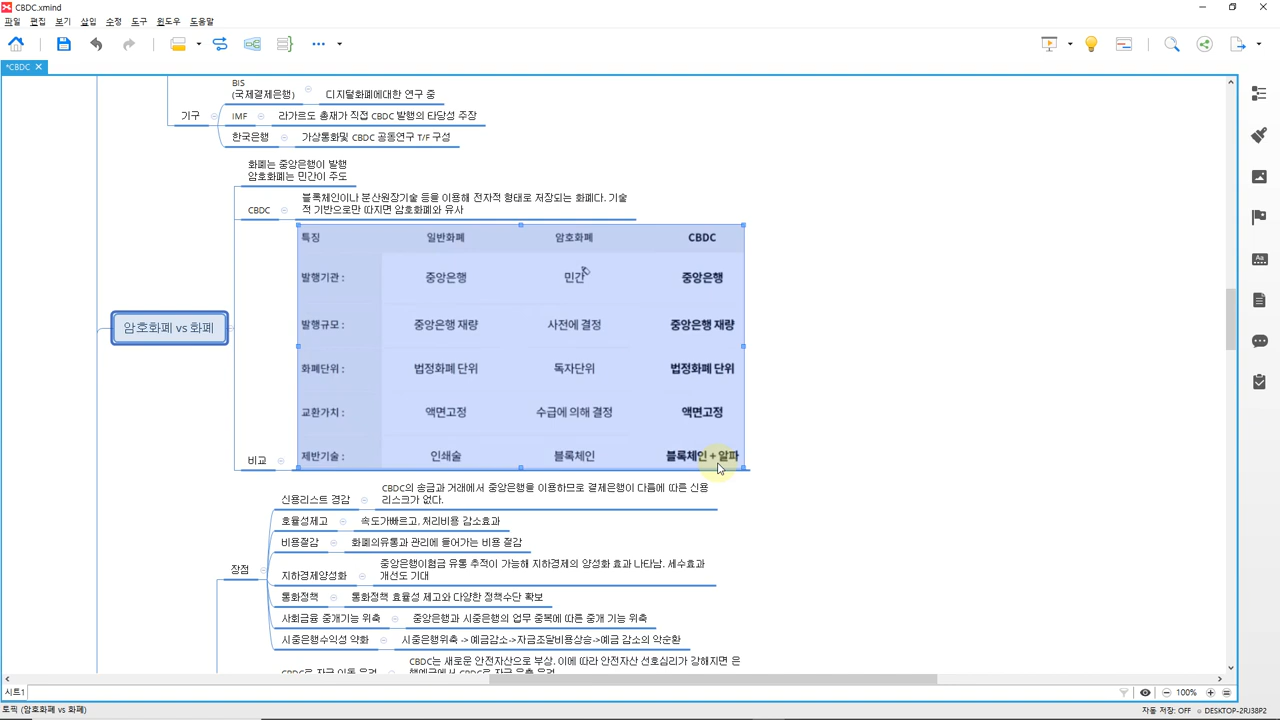 CBDC.xmind
파일 편집 보기 삽입 수정 도구 윈도우 도움말
*CBDC
BIS
(국제결제은행)
디지털화폐에대한 연구 중
기구
IMF
라가르도 총재가 직접 CBDC 발행의 타당성 주장
한국은행
가상통화및 CBDC 공동연구 T/F 구성
화폐는 중앙은행이 발행
암호화폐는 민간이 주도
CBDC
블록체인이나 분산원장기술 등을 이용해 전자적 형태로 저장되는 화폐다. 기술
적 기반으로만 따지면 암호화폐와 유사
특징 일반화폐 암호화폐 CBDC
발행기관 : 중앙은행 민간 중앙은행
발행규모 : 중앙은행 재량 사전에 결정 중앙은행 재량
화폐단위 : 법정화폐 단위 독자단위 법정화폐 단위
교환가치 : 액면고정 수급에 의해 결정 액면고정
제반기술 : 인쇄술 블록체인 블록체인 + 알파
암호화폐 vs 화폐
비교
신용리스트 경감
CBDC의 송금과 거래에서 중앙은행을 이용하므로 결제은행이 다름에 따른 신용
리스크가 없다.
호율성제고
속도가빠르고, 처리비용 감소효과
비용절감
화폐의유통과 관리에 들어가는 비용 절감
장점
지하경제양성화
중앙은행이험금 유통 추적이 가능해 지하경제의 양성화 효과 나타남. 세수효과
개선도 기대
통화정책
통화정책 효율성 제고와 다양한 정책수단 확보
사회금융 중개기능 위축
중앙은행과 시중은행의 업무 중복에 따른 중개 기능 위축
시중은행수익성 약화
시중은행위축 -> 예금감소->자금조달비용상승->예금 감소의 악순환
CBDC는 새로운 안전자산으로 부상. 이에 따라 안전자산 선호심리가 강해지면 은
시트1
100%
토픽 (암호화폐 vs 화폐)
자동 저장: OFF
DESKTOP-2RJ38P2